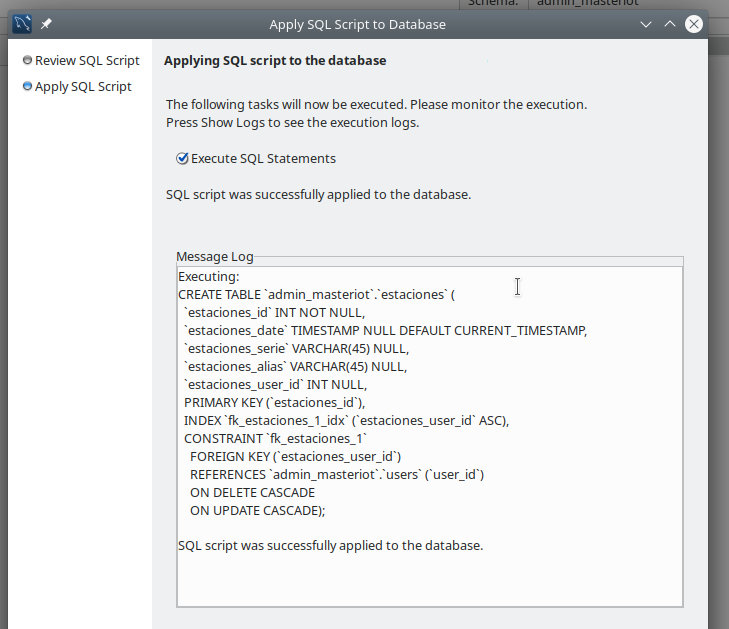 Schema:
admin_masteriot
Apply SQL Script to Database
Review SQL Script
Apply SQL Script
Applying SQL script to the database
The following tasks will now be executed. Please monitor the execution.
Press Show Logs to see the execution logs.
Execute SQL Statements
SQL script was successfully applied to the database.
Message Log
Executing:
CREATE TABLE `admin_masteriot`.`estaciones` (
`estaciones_id` INT NOT NULL,
`estaciones_date` TIMESTAMP NULL DEFAULT CURRENT_TIMESTAMP,
`estaciones_serie` VARCHAR(45) NULL,
`estaciones_alias` VARCHAR(45) NULL,
`estaciones_user_id` INT NULL,
PRIMARY KEY (`estaciones_id`),
INDEX `fk_estaciones_1_idx` (`estaciones_user_id` ASC),
CONSTRAINT `fk_estaciones_1`
FOREIGN KEY (`estaciones_user_id`)
REFERENCES `admin_masteriot`.`users` (`user_id`)
ON DELETE CASCADE
ON UPDATE CASCADE);
SQL script was successfully applied to the database.